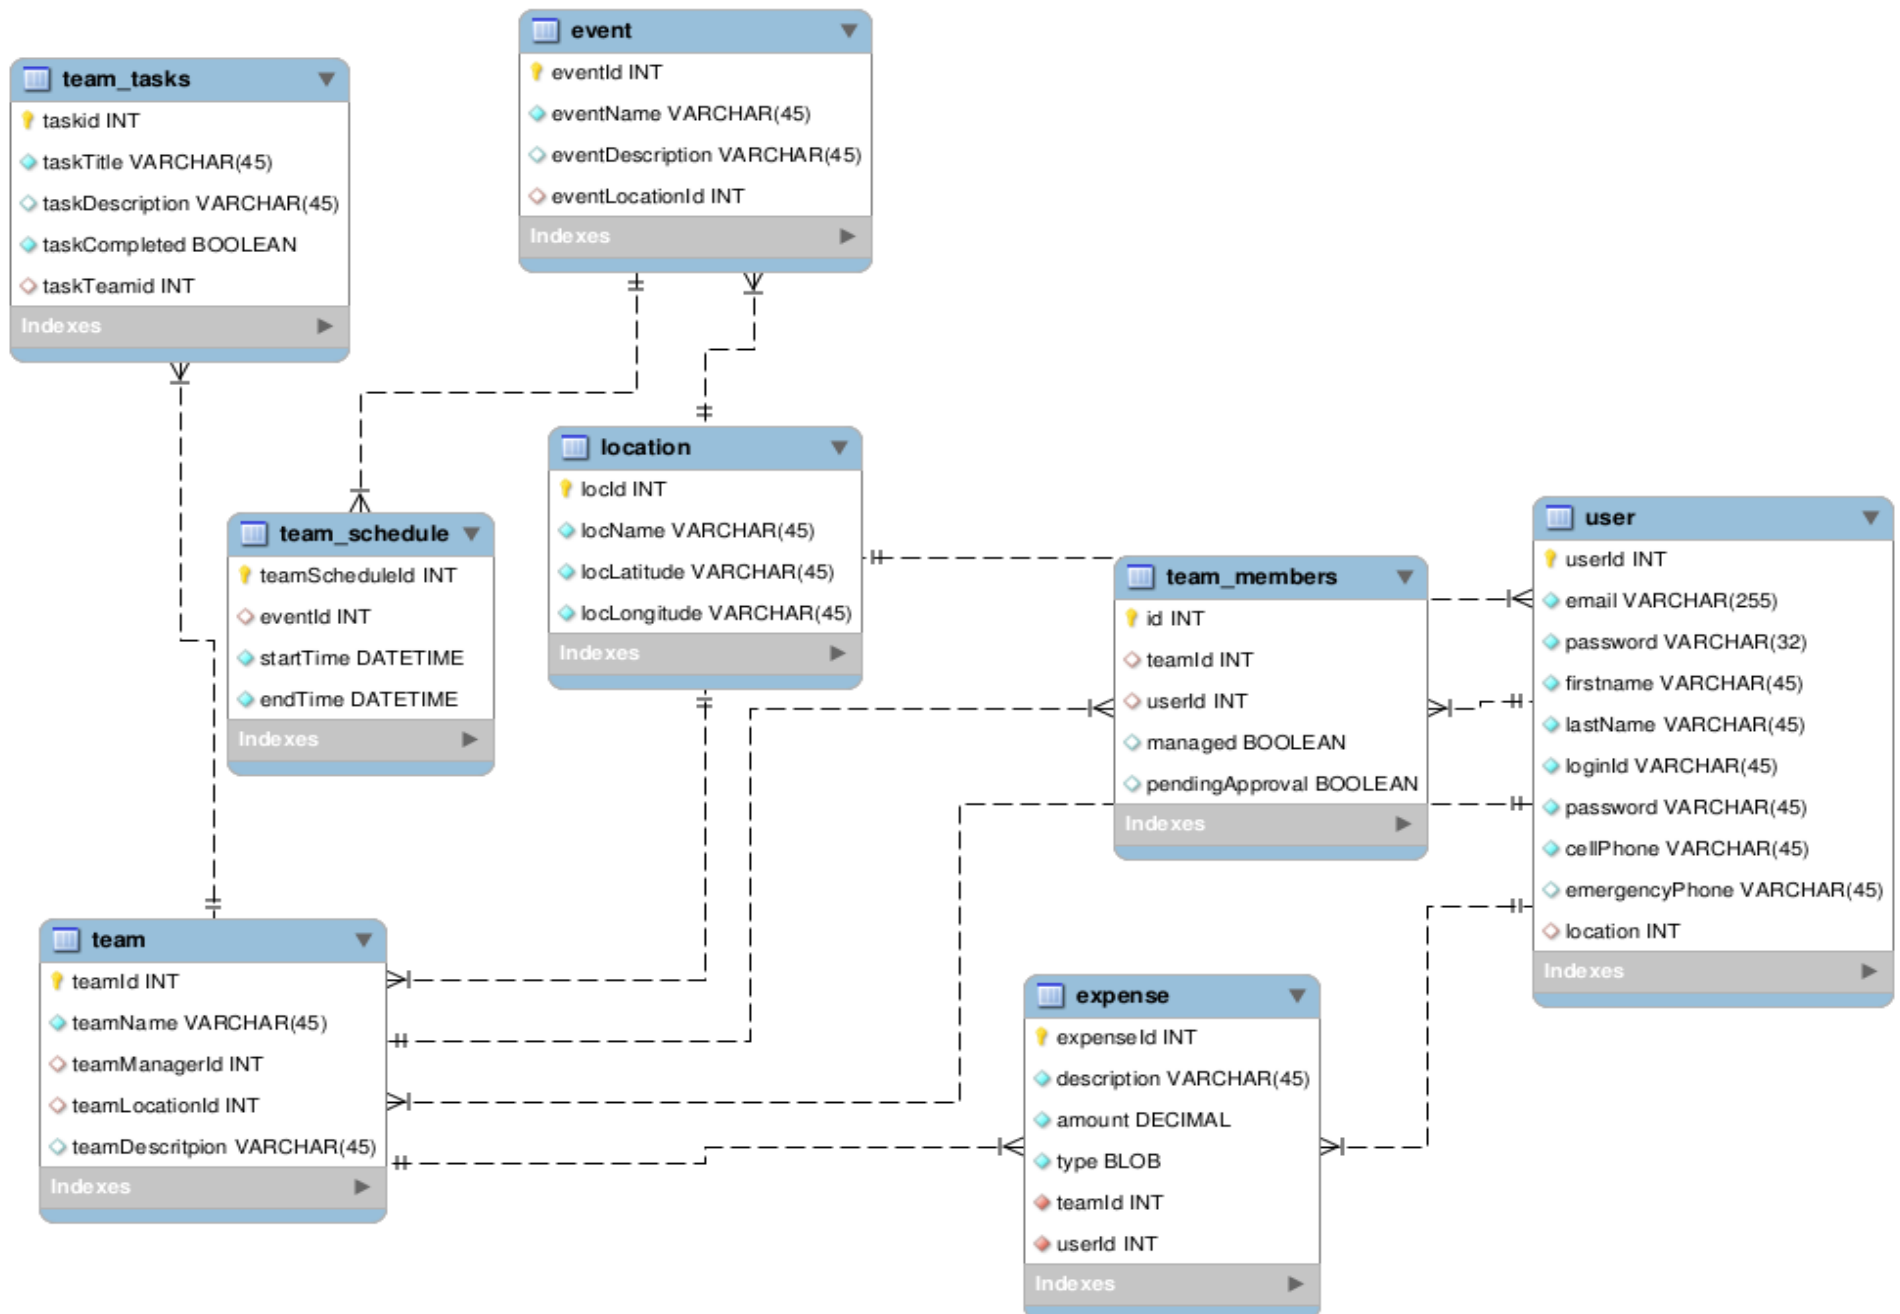 team_tasks
taskid INT
taskTitle VARCHAR(45)
taskDescription VARCHAR(45)
taskCompleted BOOLEAN
taskTeamid INT
Indexes
event
eventId INT
eventName VARCHAR(45)
eventDescription VARCHAR(45)
eventLocationId INT
Indexes
team_schedule
teamScheduleId INT
eventId INT
startTime DATETIME
endTime DATETIME
Indexes
location
locId INT
locName VARCHAR(45)
locLatitude VARCHAR(45)
locLongitude VARCHAR(45)
Indexes
team_members
id INT
teamId INT
userId INT
managed BOOLEAN
pendingApproval BOOLEAN
Indexes
user
userId INT
email VARCHAR(255)
password VARCHAR(32)
firstname VARCHAR(45)
lastName VARCHAR(45)
loginId VARCHAR(45)
password VARCHAR(45)
cellPhone VARCHAR(45)
emergencyPhone VARCHAR(45)
location INT
Indexes
team
teamId INT
teamName VARCHAR(45)
teamManagerId INT
teamLocationId INT
teamDescritpion VARCHAR(45)
Indexes
expense
expenseId INT
description VARCHAR(45)
amount DECIMAL
type BLOB
teamId INT
userId INT
Indexes